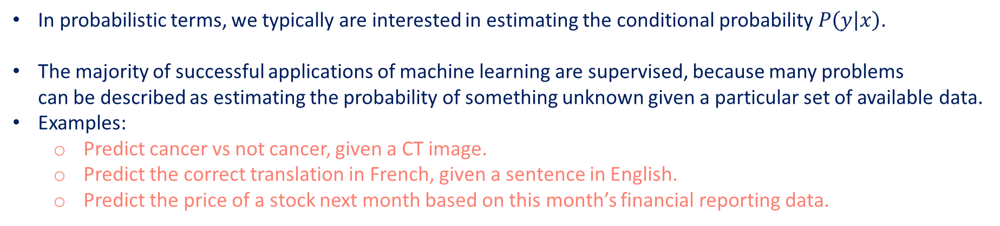 • In probabilistic terms, we typically are interested in estimating the conditional probability P(y|x).
• The majority of successful applications of machine learning are supervised, because many problems
can be described as estimating the probability of something unknown given a particular set of available data.
• Examples:
○ Predict cancer vs not cancer, given a CT image.
○ Predict the correct translation in French, given a sentence in English.
○ Predict the price of a stock next month based on this month’s financial reporting data.